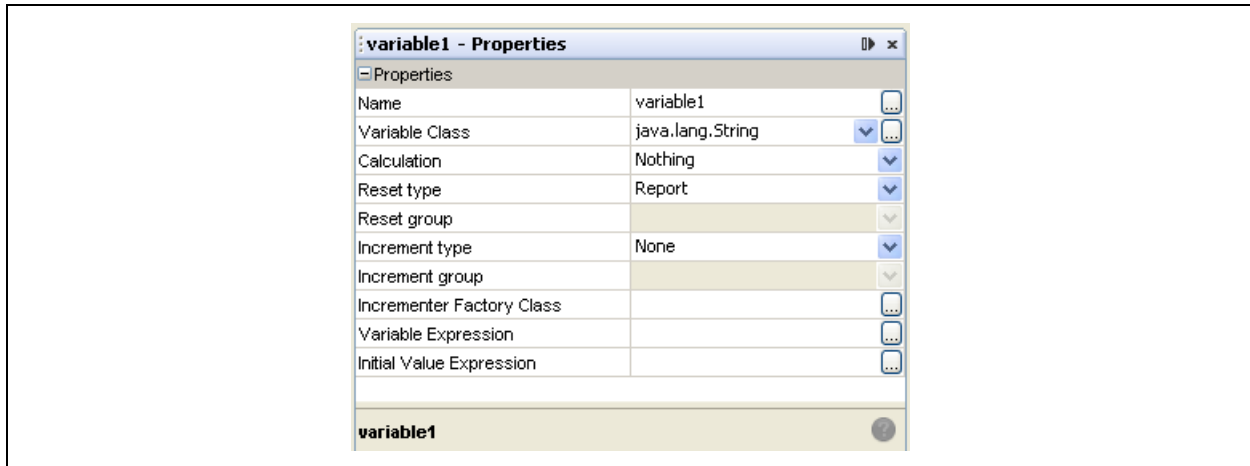 variable1 - Properties
Properties
Name variable1 ...
Variable Class java.lang.String ...
Calculation Nothing
Reset type Report
Reset group
Increment type None
Increment group
Incrementer Factory Class ...
Variable Expression ...
Initial Value Expression ...
variable1 ?